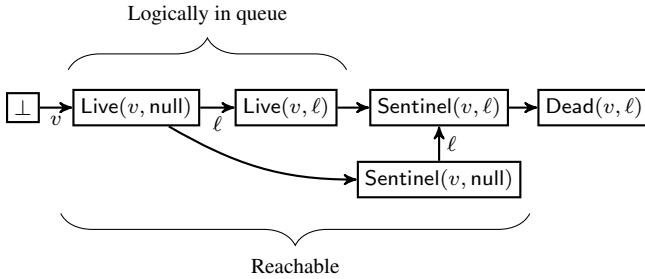 Logically in queue
⊥ v Live(v, null) ℓ Live(v, ℓ) Sentinel(v, ℓ) Dead(v, ℓ)
ℓ
Sentinel(v, null)
Reachable